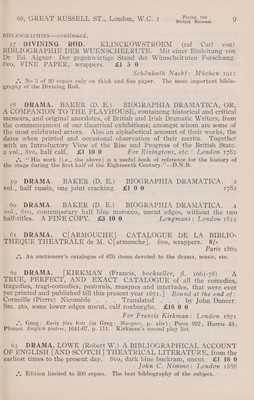 66, GREAT RUSSELL ST., London, W.C. 1 Facing the British Museum. 9
BIBLIOGRAPHIES—continued.
57 DIVINING ROD. KLINCKOWSTROEM (raf Carl von)
BIBLIOGRAPHIE DER WUENSCHELRUTE. Mit einer Einleitung von
Dr. Ed. Aigner: Der gegenwärtige Stand der Wünschelruten Forschung.
8vo, FINE PAPER, wrappers. £1 5 0
Schönkuth Nachf: München 1911
⁂ No 3 of 20 copies only on thick and fine paper. The most important biblio-
graphy of the Divining Rod.
58 DRAMA. BAKER (D. E.) BIOGRAPHIA DRAMATICA, OR,
A COMPANION TO THE PLAYHOUSE, containing historical and critical
memoirs, and original anecdotes, of British and Irish Dramatic Writers, from
the commencement of our theatrical exhibitions; amongst whom are some of
the most celebrated actors. Also an alphabetical account of their works, the
dates when printed and occasional observation of their merits. Together
with an Introductory View of the Rise and Progress of the British State.
2 vol., 8vo, half calf. £1 10 0 For Rivingtons, etc.: London 1782
⁂ "His work (i.e., the above) is a useful book of reference for the history of
the stage during the first half of the Eighteenth Century."—D.N.B.
59 DRAMA. BAKER (D. E.) BIOGRAPHIA DRAMATICA. 2
vol., half russia, one joint cracking. £1 0 0 1782
60 DRAMA. BAKER (D. E.) BIOGRAPHIA DRAMATICA. 4
vol., 8vo, contemporary half blue morocco, uncut edges, without the two
half-titles. A FINE COPY. £3 10 0 Longmans: London 1812
61 DRAMA. C[ARMOUCHE] CATALOGUE DE LA BIBLIO-
THEQUE THEATRALE de M. C[armouche]. 8vo, wrappers. 8/-
Paris 1869
⁂ An auctioneer's catalogue of 676 items devoted to the drama, music, etc.
62 DRAMA. [KIRKMAN (Francis, bookseller, fl. 1661-78) A
TRUE, PERFECT, AND EXACT CATALOGUE of all the comedies,
tragedies, tragi-comedies, pastorals, masques and interludes, that were ever
yet printed and published till this present year 1671.] Bound at the end of:
Corneille (Pierre) Nicomède . . . Translated . . . by John Dancer.
Sm. 4to, some lower edges uncut, calf rexbarghe. £16 0 0
For Francis Kirkman: London 1671
⁂ Greg: Early play lists (in Greg: Masques, p. xliv); Pforz 622; Harris 43;
Plomer: English printers, 1641-67, p. 111. Kirkman's second play list.
63 DRAMA. LOWE (Robert W.) A BIBLIOGRAPHICAL ACCOUNT
OF ENGLISH [AND SCOTCH] THEATRICAL LITERATURE, from the
earliest times to the present day. 8vo, dark blue buckram, uncut. £3 16 0
John C. Nimmo: London 1888
⁂ Edition limited to 500 copies. The best bibliography of the subject.